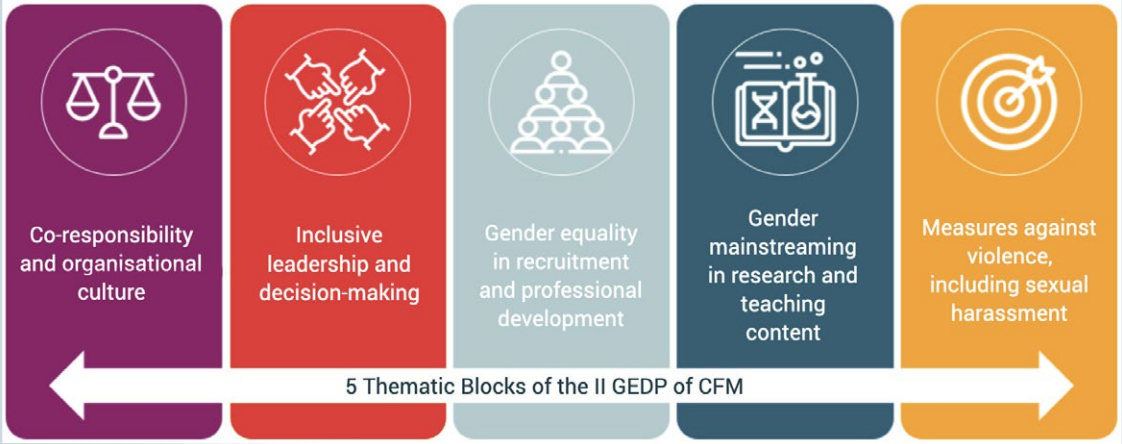 Co-responsibility
and organisational
culture
Inclusive
leadership and
decision-making
Gender equality
in recruitment
and professional
development
Gender
mainstreaming
in research and
teaching
content
Measures against
violence,
including sexual
harassment
5 Thematic Blocks of the II GEDP of CFM